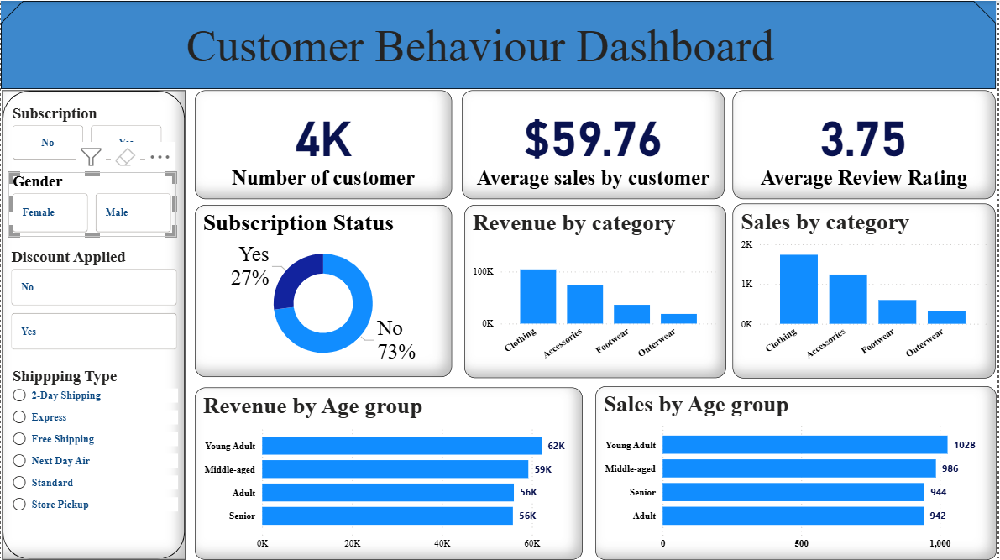 Customer Behaviour Dashboard
Subscription
No
Yes
Gender
Female
Male
Discount Applied
No
Yes
Shippping Type
2-Day Shipping
Express
Free Shipping
Next Day Air
Standard
Store Pickup
4K
Number of customer
$59.76
Average sales by customer
3.75
Average Review Rating
Subscription Status
Yes
27%
No
73%
Revenue by category
100K
0K
Clothing
Accessories
Footwear
Outerwear
Sales by category
2K
1K
0K
Clothing
Accessories
Footwear
Outerwear
Revenue by Age group
Young Adult 62K
Middle-aged 59K
Adult 56K
Senior 56K
0K 20K 40K 60K
Sales by Age group
Young Adult 1028
Middle-aged 986
Senior 944
Adult 942
0 500 1,000